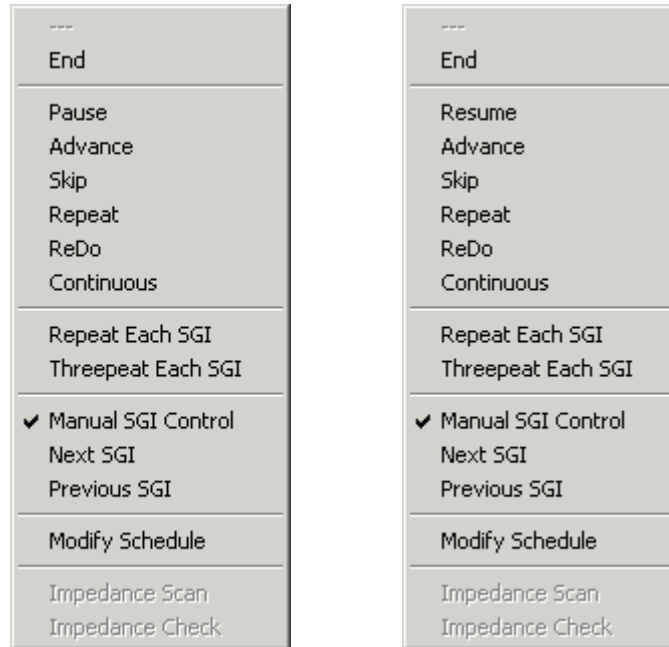 ---
End
Pause
Advance
Skip
Repeat
ReDo
Continuous
Repeat Each SGI
Threepeat Each SGI
Manual SGI Control
Next SGI
Previous SGI
Modify Schedule
Impedance Scan
Impedance Check
---
End
Resume
Advance
Skip
Repeat
ReDo
Continuous
Repeat Each SGI
Threepeat Each SGI
Manual SGI Control
Next SGI
Previous SGI
Modify Schedule
Impedance Scan
Impedance Check